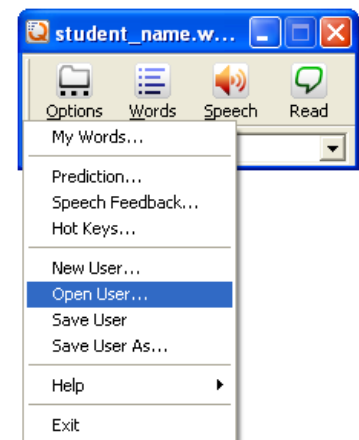 student_name.w...
Options Words Speech Read
My Words...
Prediction...
Speech Feedback...
Hot Keys...
New User...
Open User...
Save User
Save User As...
Help
Exit